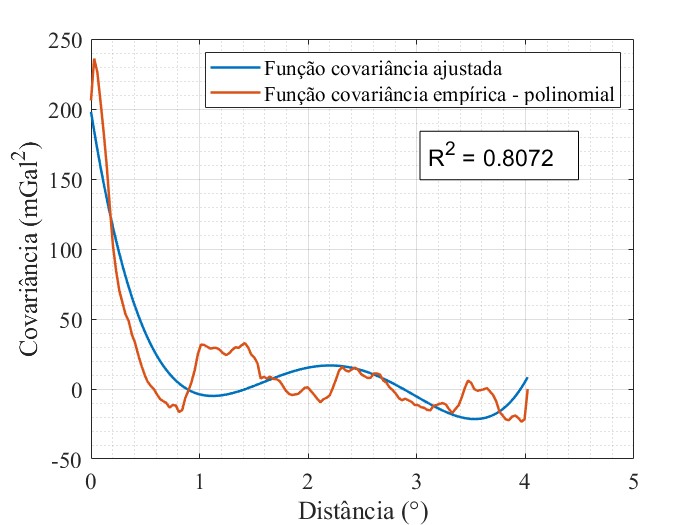 250
200
150
100
50
0
-50
0
1
2
3
4
5
Covariância (mGal²)
Distância (°)
Função covariância ajustada
Função covariância empírica - polinomial
R² = 0.8072